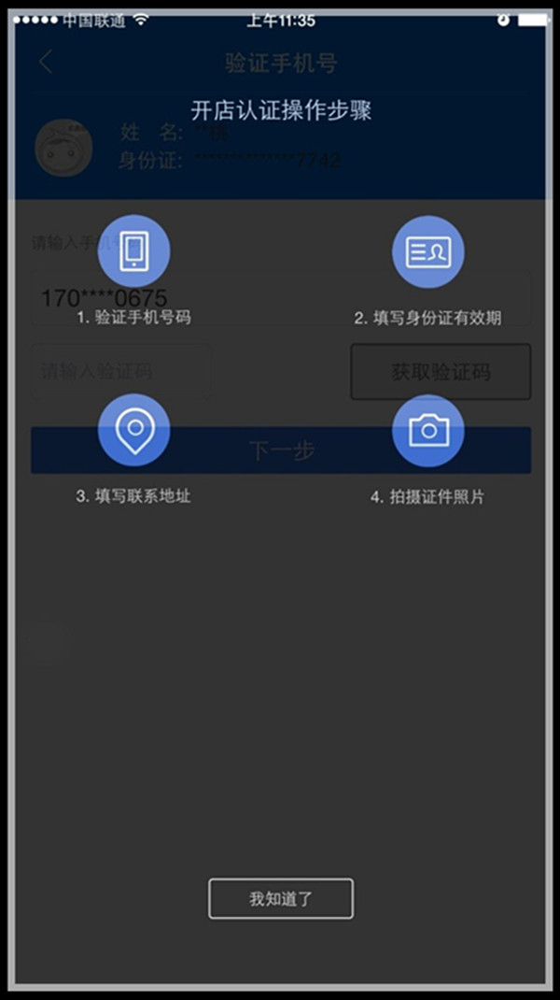 中国联通 上午11:35
验证手机号
开店认证操作步骤
姓 名:
身份证: **************7742
请输入手机号
170****0675
1. 验证手机号码
2. 填写身份证有效期
请输入验证码 获取验证码
下一步
3. 填写联系地址
4. 拍摄证件照片
我知道了